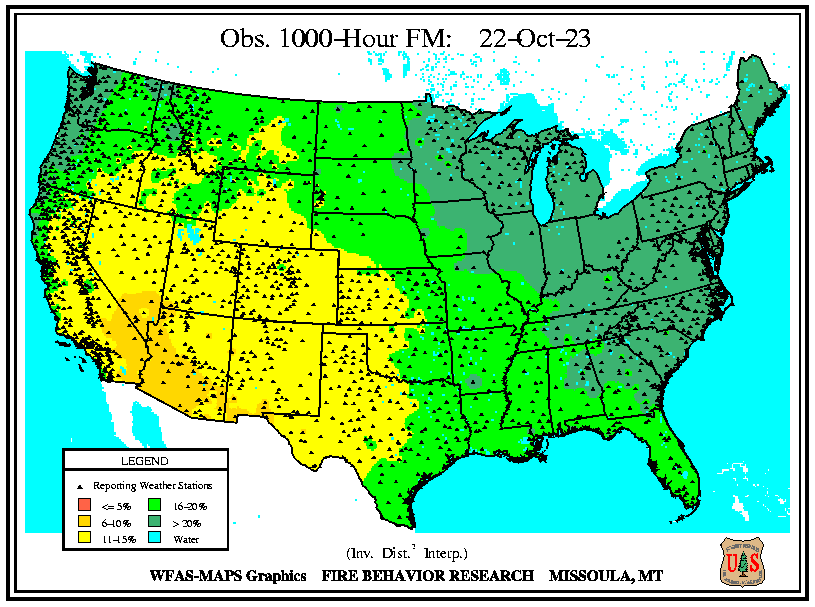 Obs. 1000-Hour FM: 22-Oct-23
LEGEND
Reporting Weather Stations
<= 5% 16-20%
6-10% > 20%
11-15% Water
(Inv. Dist.² Interp.)
WFAS-MAPS Graphics FIRE BEHAVIOR RESEARCH MISSOULA, MT
U S